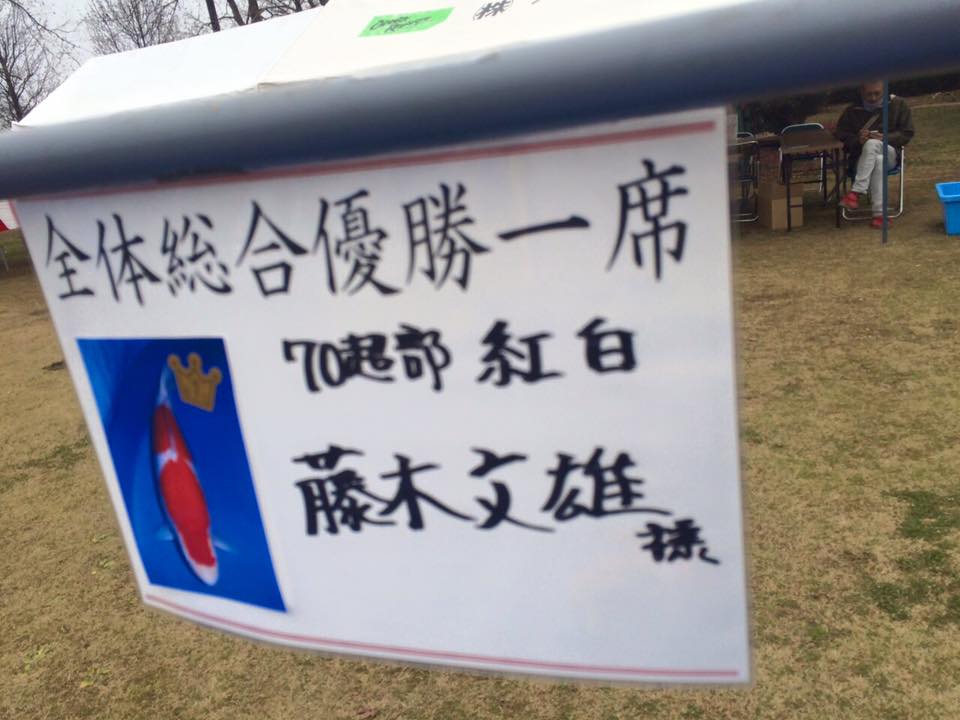 ㈱
全体総合優勝一席
70超部 紅白
藤木文雄
様